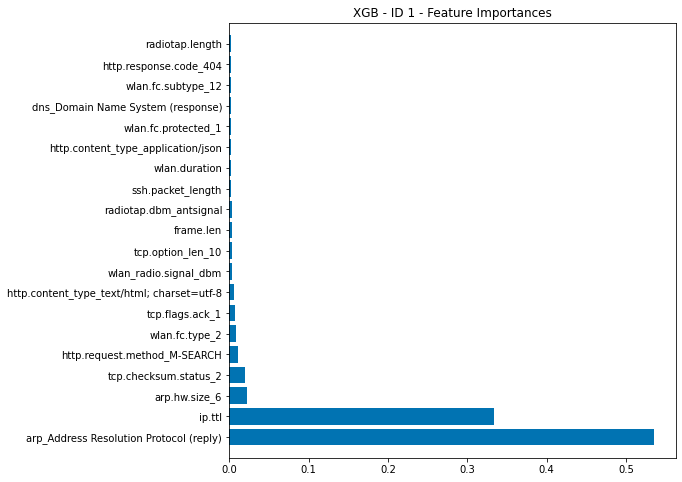 XGB - ID 1 - Feature Importances
radiotap.length
http.response.code_404
wlan.fc.subtype_12
dns_Domain Name System (response)
wlan.fc.protected_1
http.content_type_application/json
wlan.duration
ssh.packet_length
radiotap.dbm_antsignal
frame.len
tcp.option_len_10
wlan_radio.signal_dbm
http.content_type_text/html; charset=utf-8
tcp.flags.ack_1
wlan.fc.type_2
http.request.method_M-SEARCH
tcp.checksum.status_2
arp.hw.size_6
ip.ttl
arp_Address Resolution Protocol (reply)
0.0 0.1 0.2 0.3 0.4 0.5